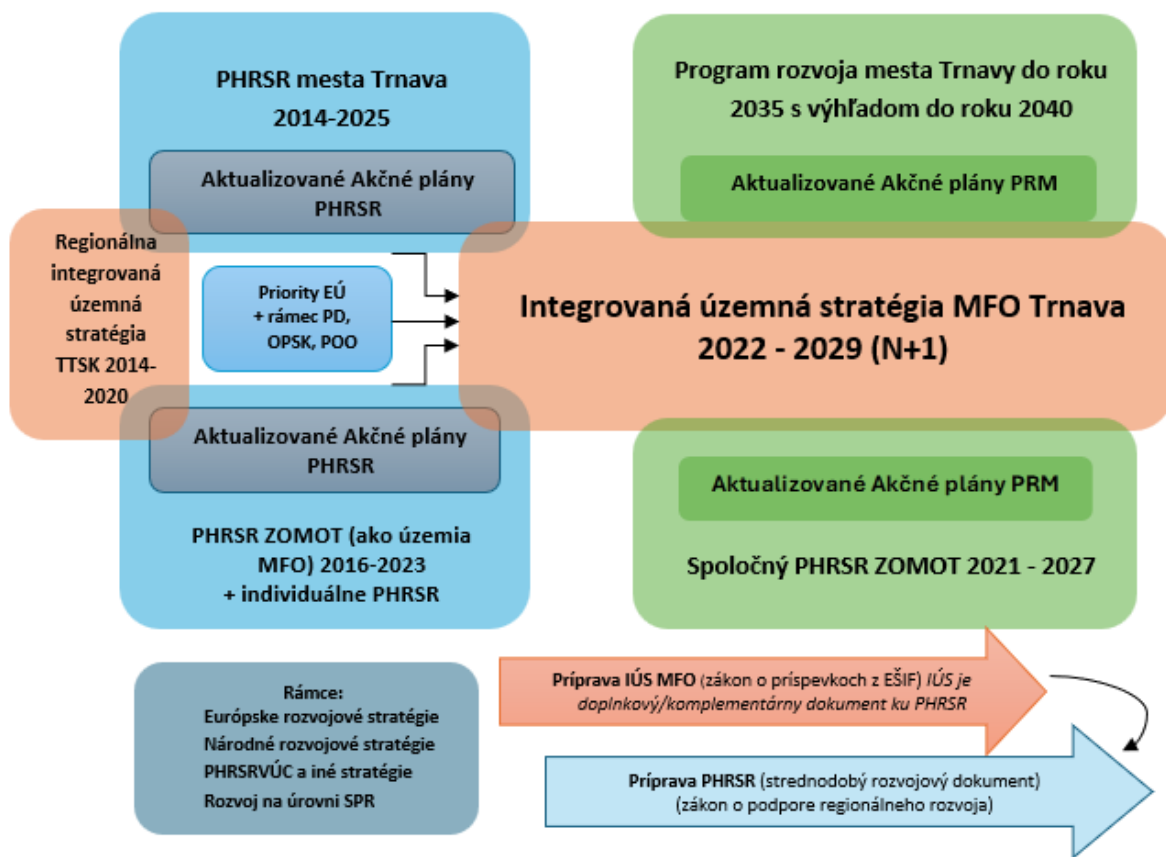 PHRSR mesta Trnava
2014-2025
Aktualizované Akčné plány
PHRSR
Program rozvoja mesta Trnavy do roku
2035 s výhľadom do roku 2040
Aktualizované Akčné plány PRM
Regionálna
integrovaná
územná
stratégia
TTSK 2014-
2020
Priority EÚ
+ rámec PD,
OPSK, POO
Integrovaná územná stratégia MFO Trnava
2022 - 2029 (N+1)
Aktualizované Akčné plány
PHRSR
PHRSR ZOMOT (ako územia
MFO) 2016-2023
+ individuálne PHRSR
Aktualizované Akčné plány PRM
Spoločný PHRSR ZOMOT 2021 - 2027
Rámce:
Európske rozvojové stratégie
Národné rozvojové stratégie
PHRSRVÚC a iné stratégie
Rozvoj na úrovni SPR
Príprava IÚS MFO (zákon o príspevkoch z EŠIF) IÚS je
doplnkový/komplementárny dokument ku PHRSR
Príprava PHRSR (strednodobý rozvojový dokument)
(zákon o podpore regionálneho rozvoja)